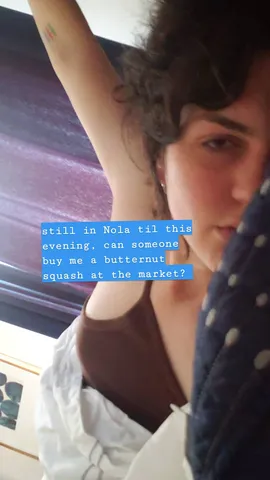 still in Nola til this
evening, can someone
buy me a butternut
squash at the market?